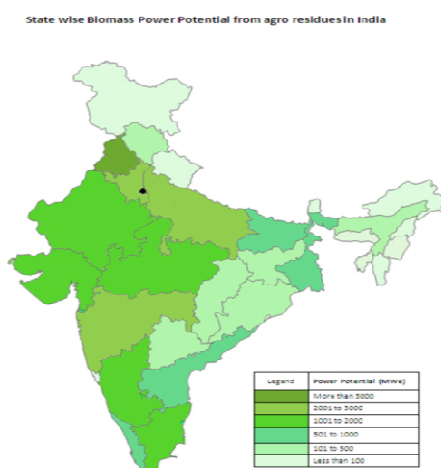 State wise Biomass Power Potential from agro residues in India
Legend Power Potential (MWe)
More than 3000
2001 to 3000
1001 to 2000
501 to 1000
101 to 500
Less than 100